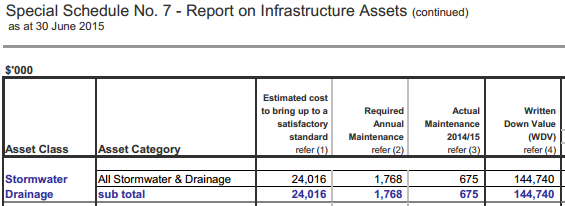 Special Schedule No. 7 - Report on Infrastructure Assets (continued)
as at 30 June 2015
$'000
Asset Class Asset Category Estimated cost to bring up to a satisfactory standard refer (1) Required Annual Maintenance refer (2) Actual Maintenance 2014/15 refer (3) Written Down Value (WDV) refer (4)
Stormwater All Stormwater & Drainage 24,016 1,768 675 144,740
Drainage sub total 24,016 1,768 675 144,740